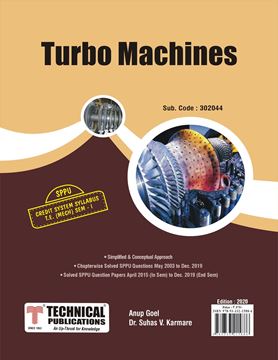 Turbo Machines
Sub. Code : 302044
SPPU
CREDIT SYSTEM SYLLABUS
T.E. (MECH) SEM - I
• Simplified & Conceptual Approach
• Chapterwise Solved SPPU Questions May 2003 to Dec. 2019
• Solved SPPU Question Papers April 2015 (In Sem) to Dec. 2019 (End Sem)
TECHNICAL
PUBLICATIONS
SINCE 1993
An Up-Thrust for Knowledge
Anup Goel
Dr. Suhas V. Karmare
Edition : 2020